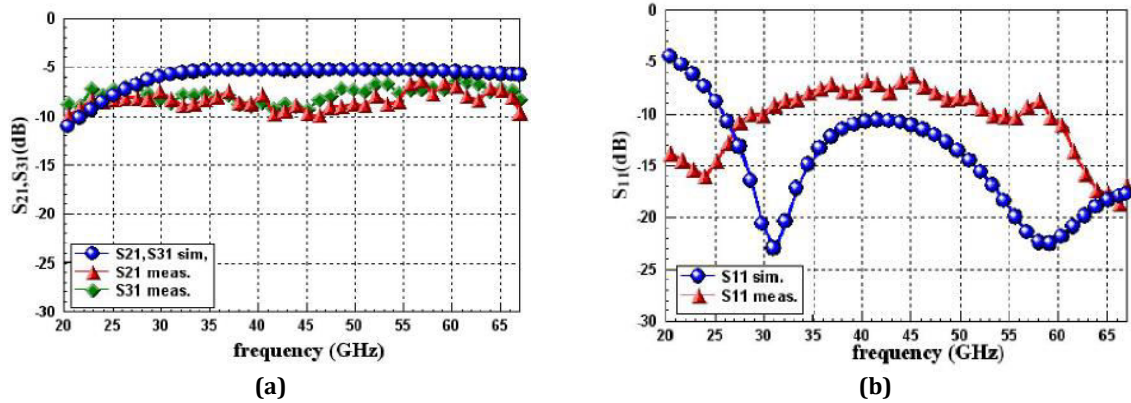 0
-5
-10
-15
-20
-25
-30
S21,S31(dB)
S21,S31 sim,
S21 meas.
S31 meas.
20 25 30 35 40 45 50 55 60 65
frequency (GHz)
(a)
0
-5
-10
-15
-20
-25
-30
S11(dB)
S11 sim.
S11 meas.
20 25 30 35 40 45 50 55 60 65
frequency (GHz)
(b)